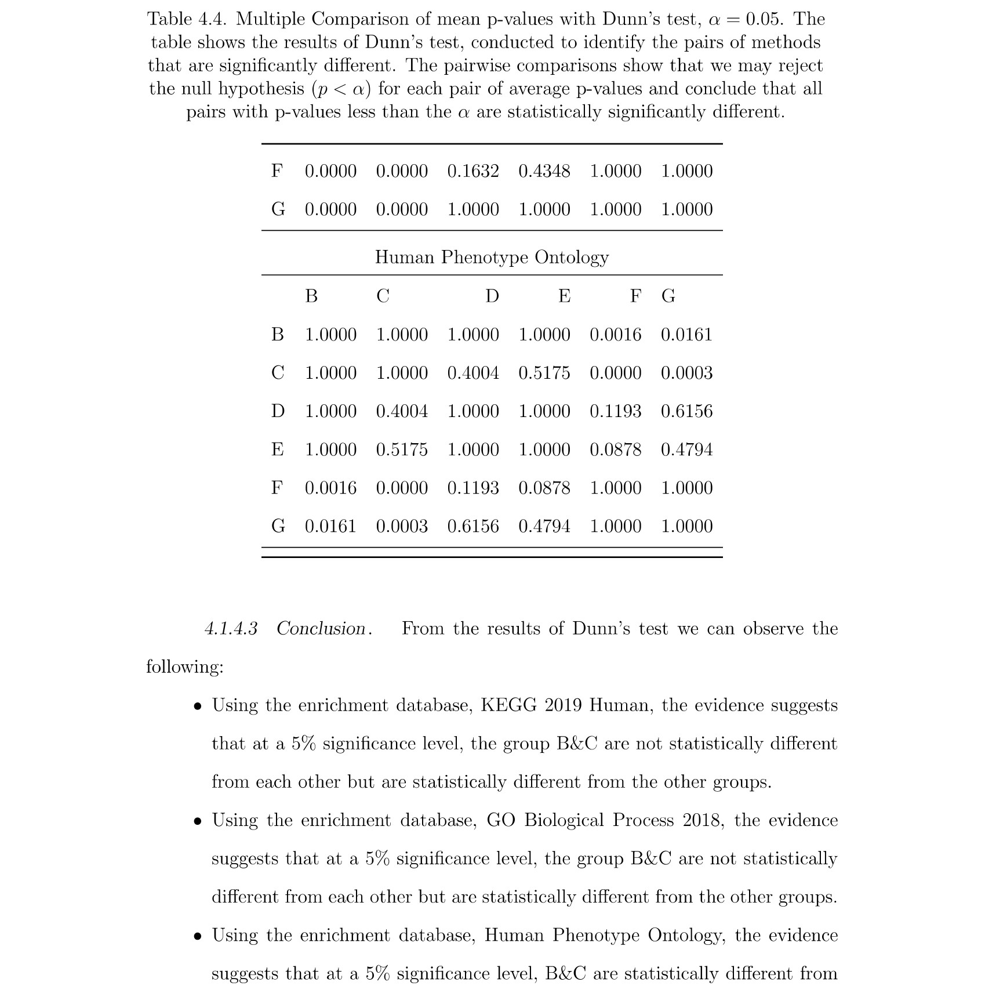 Table 4.4. Multiple Comparison of mean p-values with Dunn's test, α = 0.05. The
table shows the results of Dunn's test, conducted to identify the pairs of methods
that are significantly different. The pairwise comparisons show that we may reject
the null hypothesis (p < α) for each pair of average p-values and conclude that all
pairs with p-values less than the α are statistically significantly different.
F 0.0000 0.0000 0.1632 0.4348 1.0000 1.0000
G 0.0000 0.0000 1.0000 1.0000 1.0000 1.0000
Human Phenotype Ontology
B C D E F G
B 1.0000 1.0000 1.0000 1.0000 0.0016 0.0161
C 1.0000 1.0000 0.4004 0.5175 0.0000 0.0003
D 1.0000 0.4004 1.0000 1.0000 0.1193 0.6156
E 1.0000 0.5175 1.0000 1.0000 0.0878 0.4794
F 0.0016 0.0000 0.1193 0.0878 1.0000 1.0000
G 0.0161 0.0003 0.6156 0.4794 1.0000 1.0000
4.1.4.3 Conclusion. From the results of Dunn's test we can observe the
following:
• Using the enrichment database, KEGG 2019 Human, the evidence suggests
that at a 5% significance level, the group B&C are not statistically different
from each other but are statistically different from the other groups.
• Using the enrichment database, GO Biological Process 2018, the evidence
suggests that at a 5% significance level, the group B&C are not statistically
different from each other but are statistically different from the other groups.
• Using the enrichment database, Human Phenotype Ontology, the evidence
suggests that at a 5% significance level, B&C are statistically different from